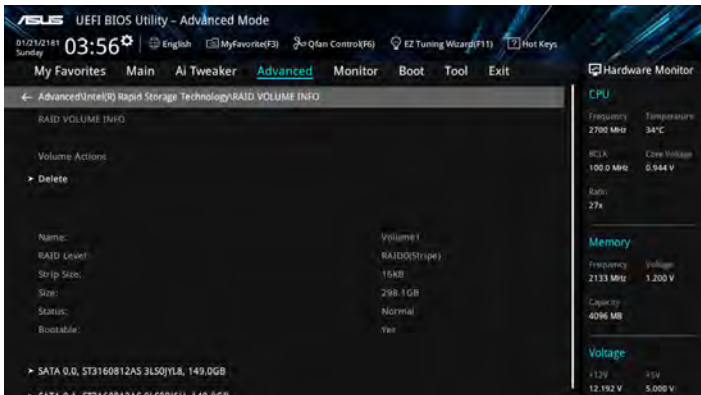 ASUS UEFI BIOS Utility – Advanced Mode
01/21/2181 Sunday 03:56 English MyFavorite(F3) Qfan Control(F6) EZ Tuning Wizard(F11) ? Hot Keys
My Favorites Main Ai Tweaker Advanced Monitor Boot Tool Exit Hardware Monitor
← Advanced\Intel(R) Rapid Storage Technology\RAID VOLUME INFO
RAID VOLUME INFO
Volume Actions
> Delete
Name: Volume1
RAID Level: RAID0(Stripe)
Strip Size: 16KB
Size: 298.1GB
Status: Normal
Bootable: Yes
> SATA 0.0, ST3160812AS 3LS0JYL8, 149.0GB
CPU
Frequency Temperature
2700 MHz 34°C
BCLK Core Voltage
100.0 MHz 0.944 V
Ratio
27x
Memory
Frequency Voltage
2133 MHz 1.200 V
Capacity
4096 MB
Voltage
+12V +5V
12.192 V 5.000 V